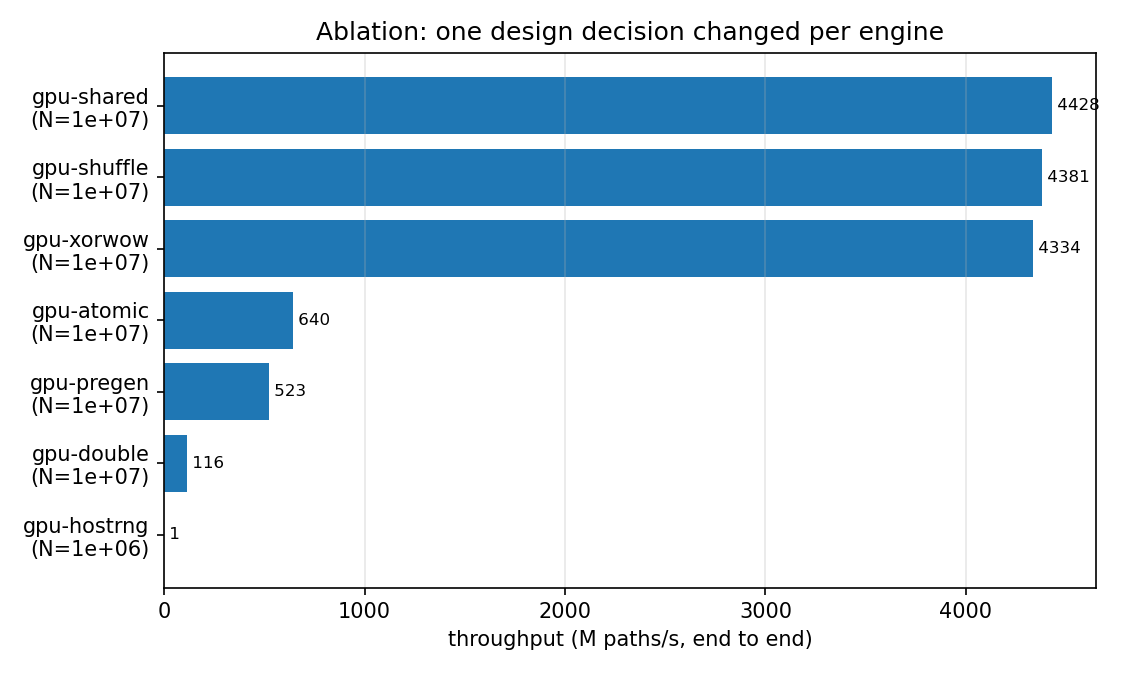 Ablation: one design decision changed per engine
gpu-shared
(N=1e+07)
4428
gpu-shuffle
(N=1e+07)
4381
gpu-xorwow
(N=1e+07)
4334
gpu-atomic
(N=1e+07)
640
gpu-pregen
(N=1e+07)
523
gpu-double
(N=1e+07)
116
gpu-hostrng
(N=1e+06)
1
0 1000 2000 3000 4000
throughput (M paths/s, end to end)